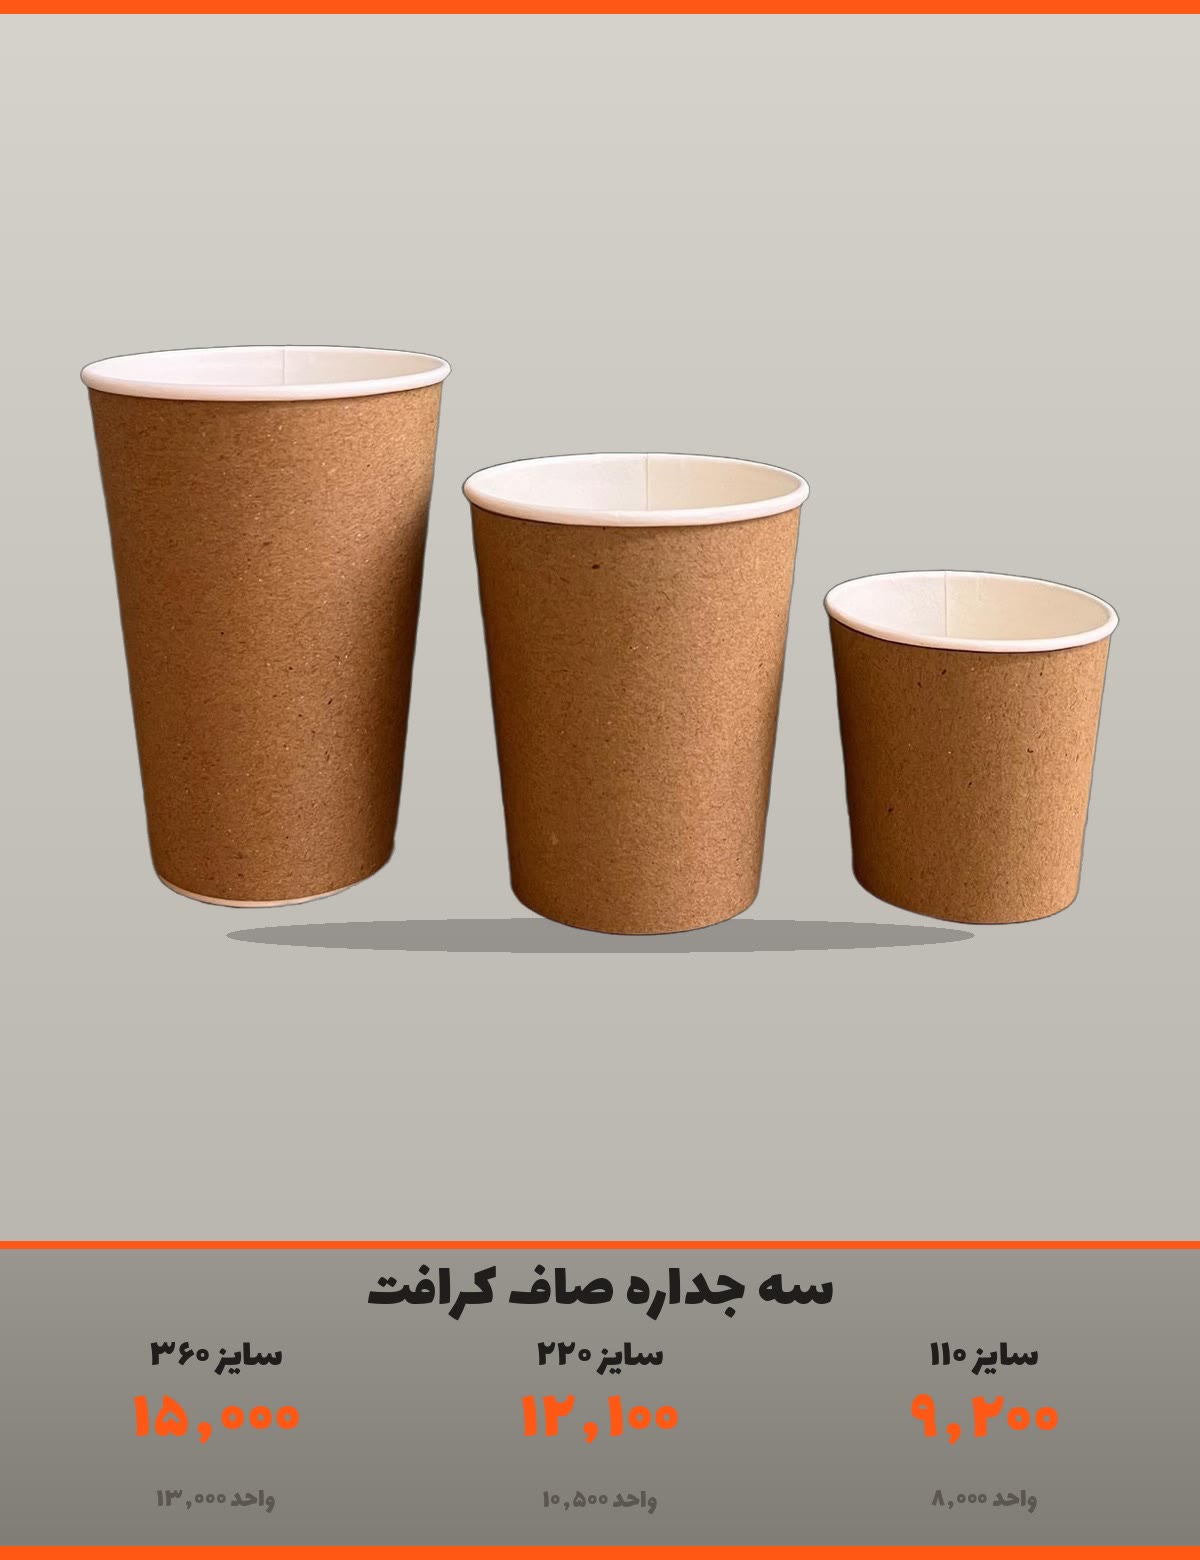 سه جداره صاف کرافت
سایز ۱۱۰
سایز ۲۲۰
سایز ۳۶۰
۹,۲۰۰
۱۲,۱۰۰
۱۵,۰۰۰
واحد ۸,۰۰۰
واحد ۱۰,۵۰۰
واحد ۱۳,۰۰۰